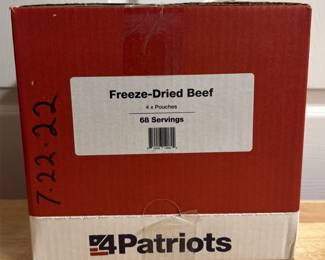 Freeze-Dried Beef
4 x Pouches
68 Servings
7.22.22
4Patriots